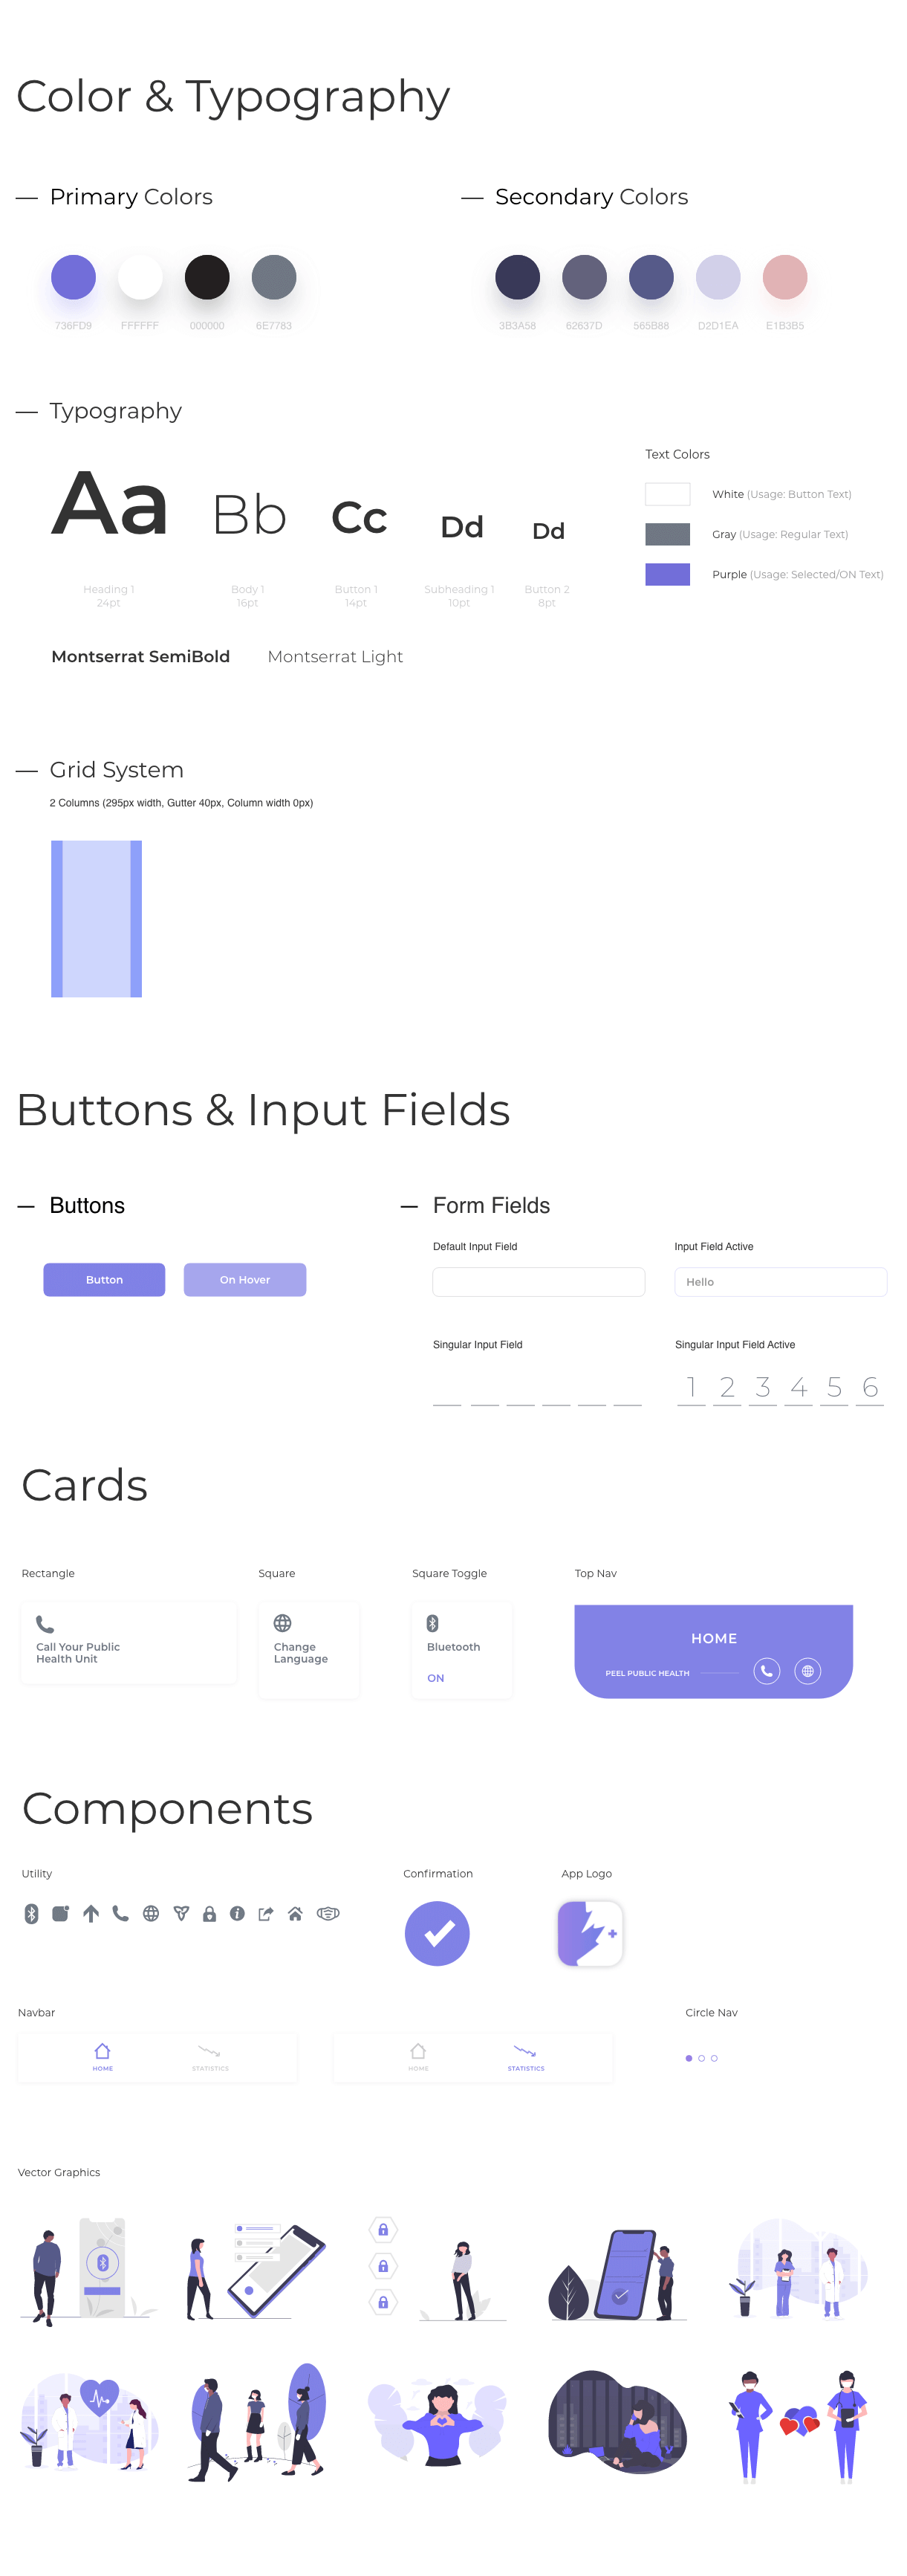 Color & Typography
Primary Colors
736FD9
FFFFFF
000000
6E7783
Secondary Colors
3B3A58
62637D
565B88
D2D1EA
E1B3B5
Typography
Aa
Bb
Cc
Dd
Dd
Heading 1
24pt
Body 1
16pt
Button 1
14pt
Subheading 1
10pt
Button 2
8pt
Montserrat SemiBold
Montserrat Light
Text Colors
White (Usage: Button Text)
Gray (Usage: Regular Text)
Purple (Usage: Selected/ON Text)
Grid System
2 Columns (295px width, Gutter 40px, Column width 0px)
Buttons & Input Fields
Buttons
Button
On Hover
Form Fields
Default Input Field
Input Field Active
Hello
Singular Input Field
Singular Input Field Active
1 2 3 4 5 6
Cards
Rectangle
Call Your Public
Health Unit
Square
Change
Language
Square Toggle
Bluetooth
ON
Top Nav
HOME
PEEL PUBLIC HEALTH
Components
Utility
Confirmation
App Logo
Navbar
HOME
STATISTICS
HOME
STATISTICS
Circle Nav
Vector Graphics